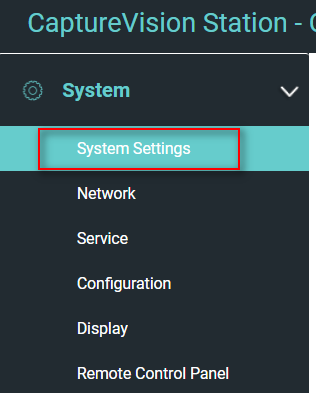 CaptureVision Station -
System
System Settings
Network
Service
Configuration
Display
Remote Control Panel